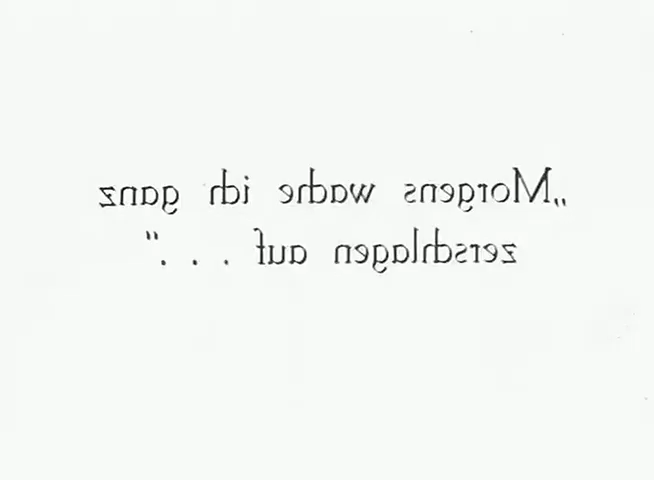 „Morgens wache ich ganz
zerschlagen auf . . .“